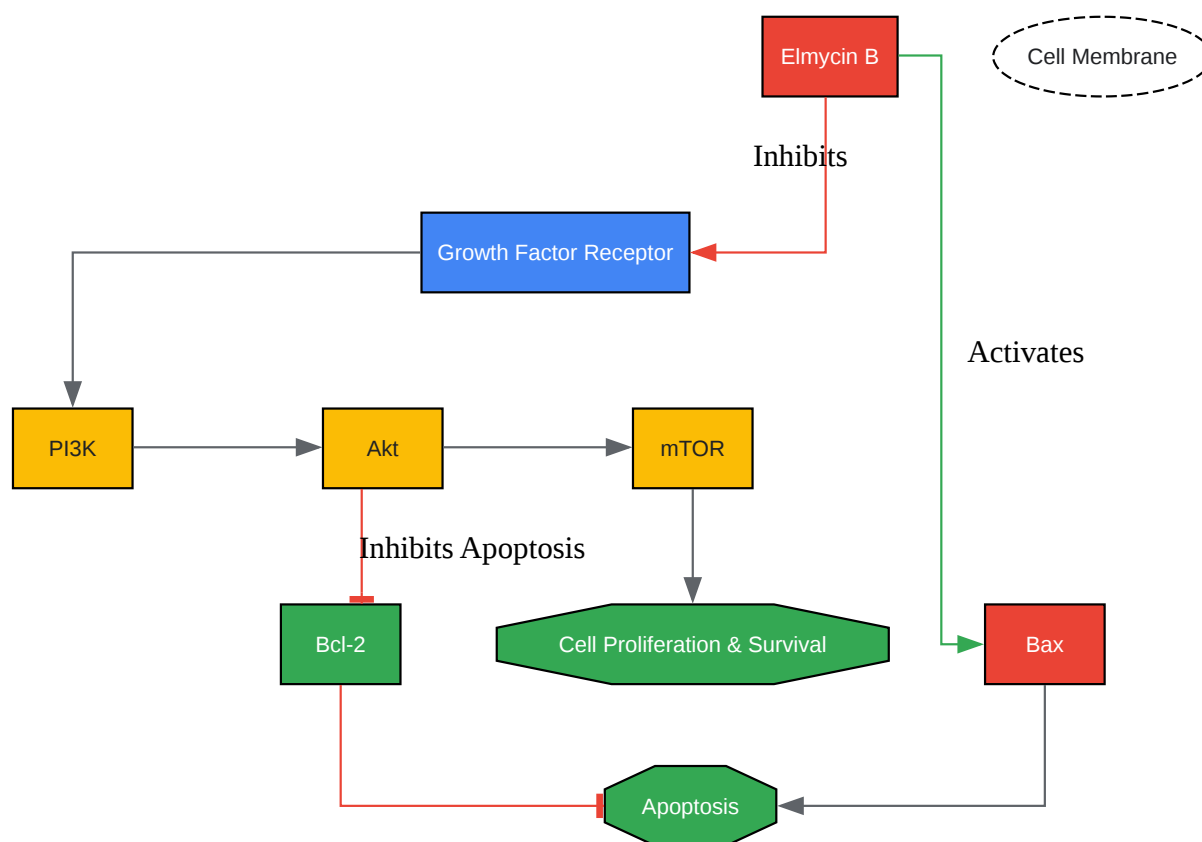 Elmycin B
Cell Membrane
Inhibits
Growth Factor Receptor
Activates
PI3K
Akt
mTOR
Inhibits Apoptosis
Bcl-2
Cell Proliferation & Survival
Bax
Apoptosis